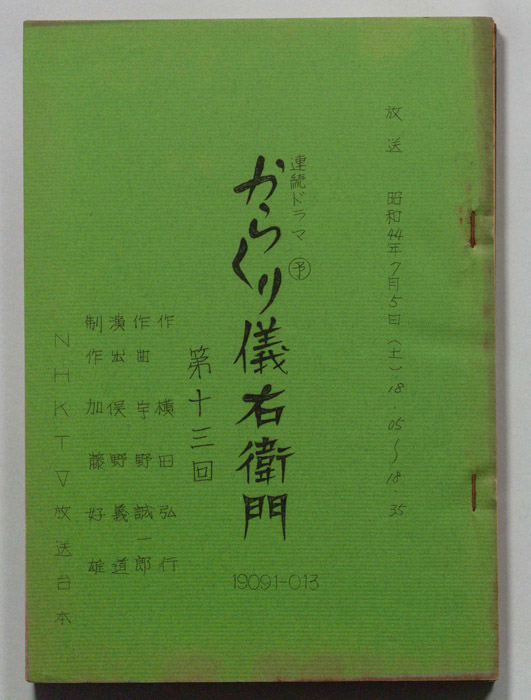 放送 昭和44年7月5日(土)18.05〜18.35
連続ドラマ 予
からくり儀右衛門
第十三回
作 横田弘行
作曲 宇野誠一郎
演出 俣野義道
制作 加藤好雄
NHKTV放送台本
19091-013